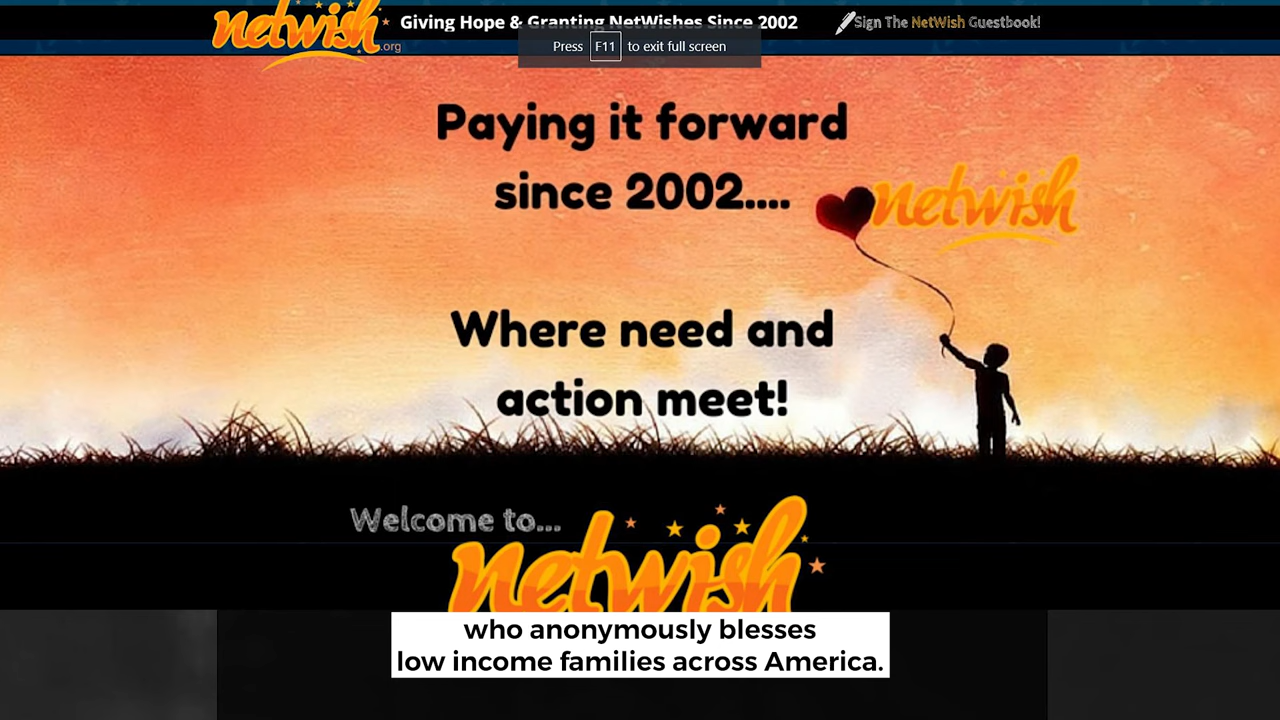 netwish
.org
Giving Hope & Granting NetWishes Since 2002
Sign The NetWish Guestbook!
Press F11 to exit full screen
Paying it forward
since 2002....
netwish
Where need and
action meet!
Welcome to...
netwish
who anonymously blesses
low income families across America.